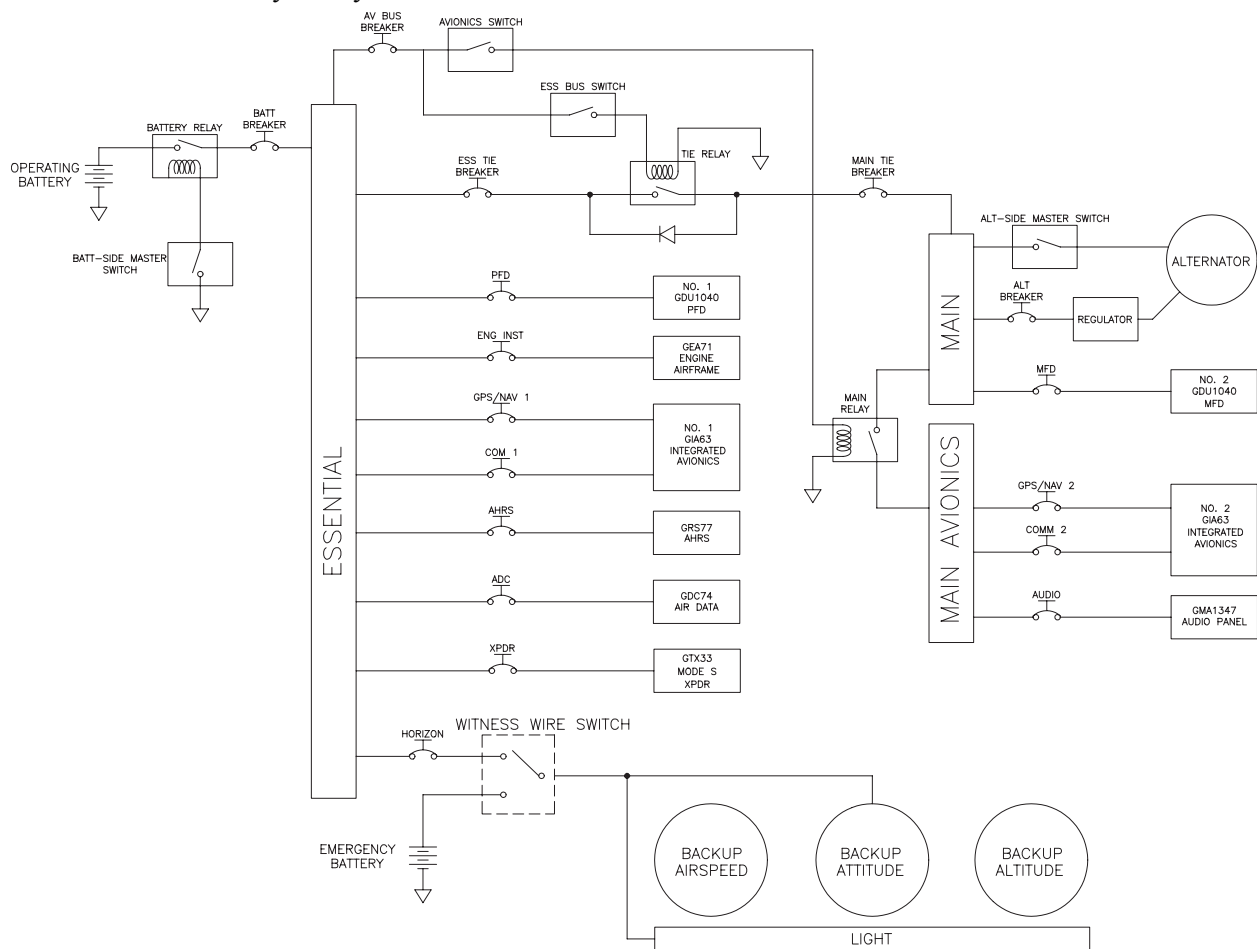 AV BUS
BREAKER
AVIONICS SWITCH
ESS BUS SWITCH
BATT
BREAKER
BATTERY RELAY
OPERATING
BATTERY
BATT-SIDE MASTER
SWITCH
ESS TIE
BREAKER
TIE RELAY
MAIN TIE
BREAKER
ALT-SIDE MASTER SWITCH
ALTERNATOR
ALT
BREAKER
REGULATOR
MAIN
MFD
NO. 2
GDU1040
MFD
MAIN
RELAY
MAIN AVIONICS
GPS/NAV 2
COMM 2
NO. 2
GIA63
INTEGRATED
AVIONICS
AUDIO
GMA1347
AUDIO PANEL
ESSENTIAL
PFD
NO. 1
GDU1040
PFD
ENG INST
GEA71
ENGINE
AIRFRAME
GPS/NAV 1
COM 1
NO. 1
GIA63
INTEGRATED
AVIONICS
AHRS
GRS77
AHRS
ADC
GDC74
AIR DATA
XPDR
GTX33
MODE S
XPDR
HORIZON
WITNESS WIRE SWITCH
EMERGENCY
BATTERY
BACKUP
AIRSPEED
BACKUP
ATTITUDE
BACKUP
ALTITUDE
LIGHT